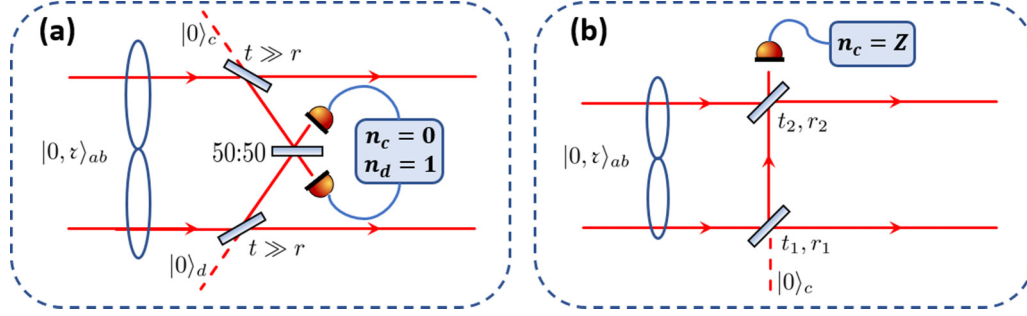 (a)
|0⟩c
t ≫ r
|0, 𝓏⟩ab
50:50
nc = 0
nd = 1
t ≫ r
|0⟩d
(b)
nc = Z
t2, r2
|0, 𝓏⟩ab
t1, r1
|0⟩c